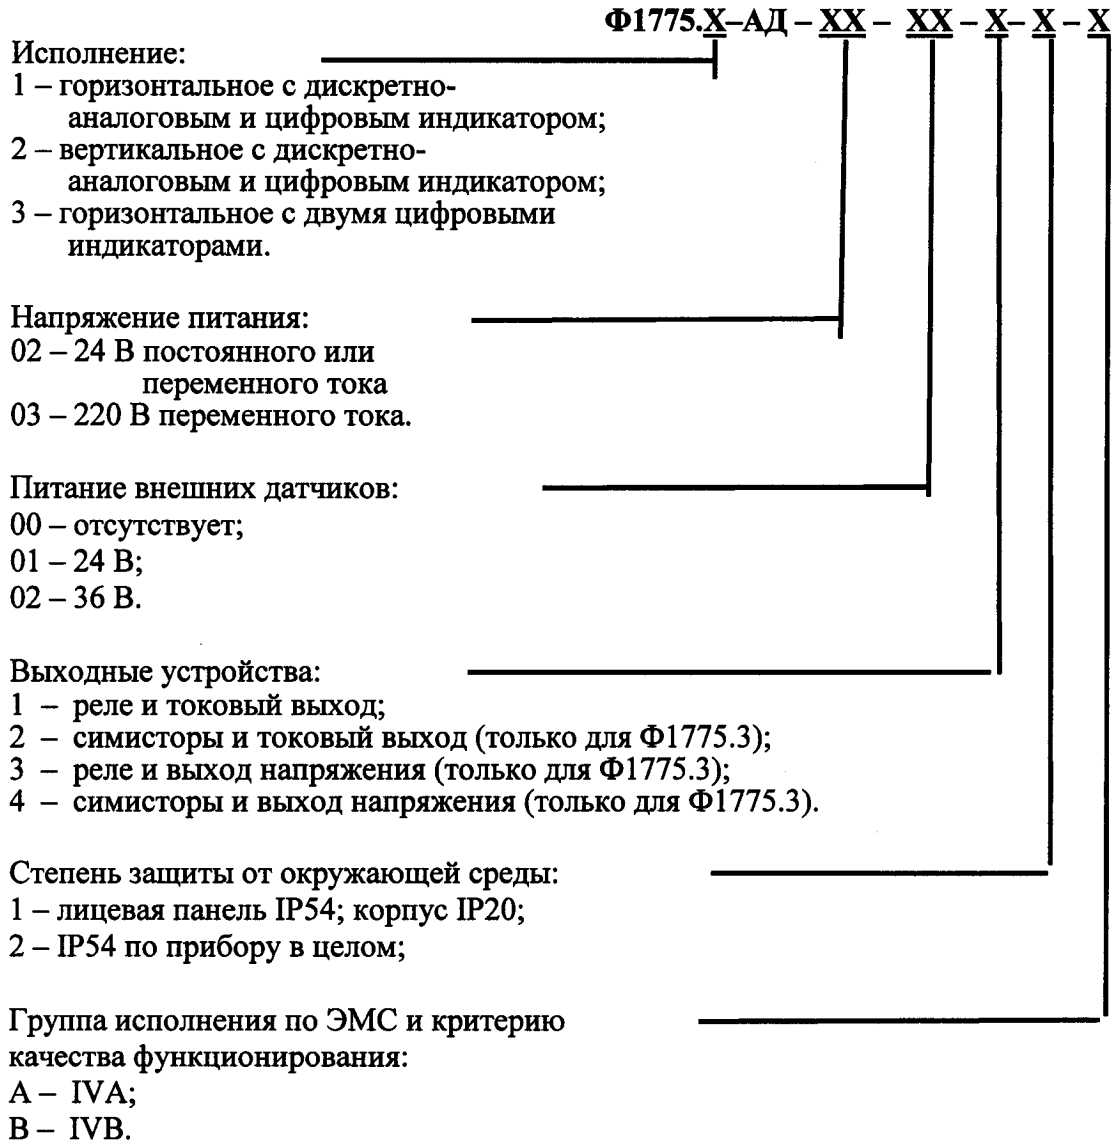 Ф1775.Х–АД – ХХ – ХХ – Х– Х – Х
Исполнение:
1 – горизонтальное с дискретно-
аналоговым и цифровым индикатором;
2 – вертикальное с дискретно-
аналоговым и цифровым индикатором;
3 – горизонтальное с двумя цифровыми
индикаторами.
Напряжение питания:
02 – 24 В постоянного или
переменного тока
03 – 220 В переменного тока.
Питание внешних датчиков:
00 – отсутствует;
01 – 24 В;
02 – 36 В.
Выходные устройства:
1 – реле и токовый выход;
2 – симисторы и токовый выход (только для Ф1775.3);
3 – реле и выход напряжения (только для Ф1775.3);
4 – симисторы и выход напряжения (только для Ф1775.3).
Степень защиты от окружающей среды:
1 – лицевая панель IP54; корпус IP20;
2 – IP54 по прибору в целом;
Группа исполнения по ЭМС и критерию
качества функционирования:
А – IVA;
В – IVB.